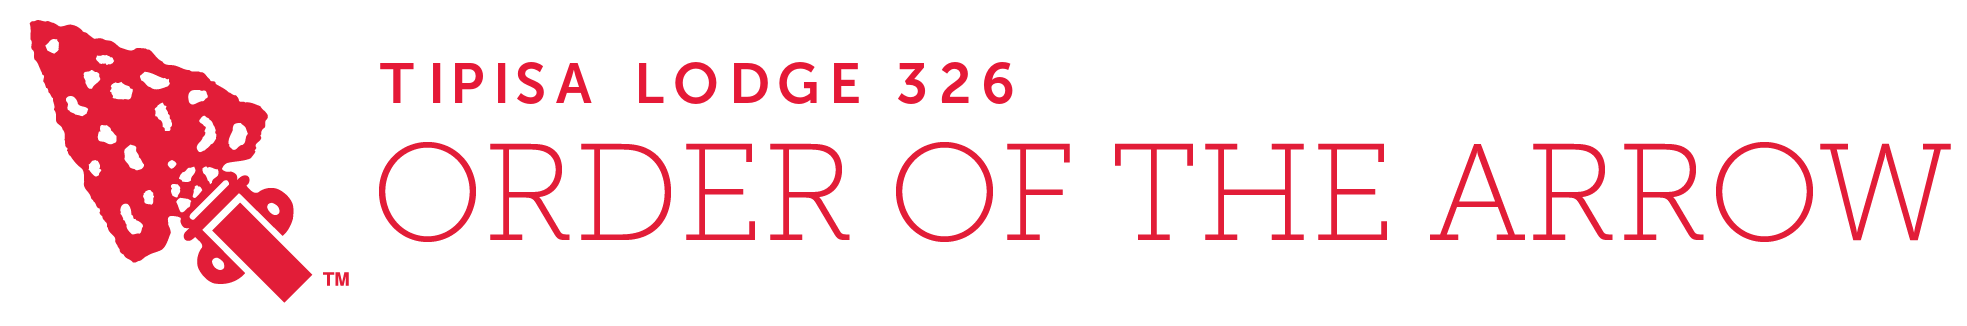 TIPISA LODGE 326
ORDER OF THE ARROW
TM